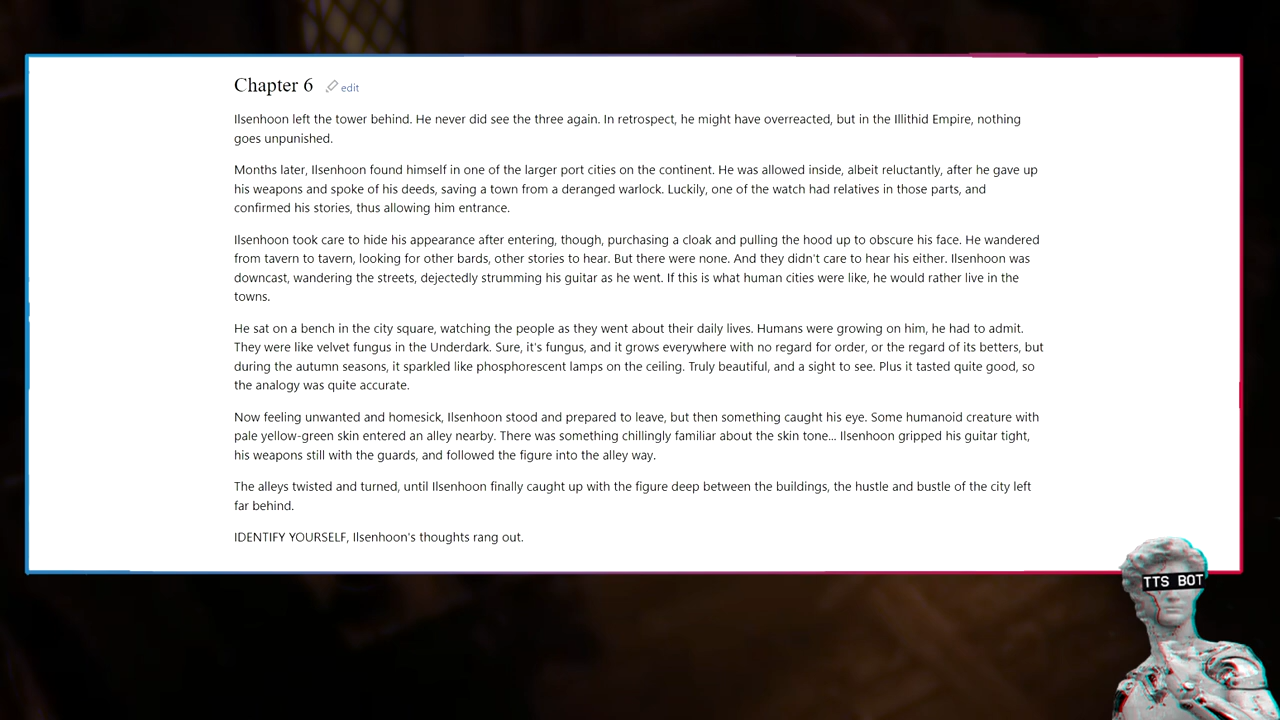 Chapter 6 edit
Ilsenhoon left the tower behind. He never did see the three again. In retrospect, he might have overreacted, but in the Illithid Empire, nothing
goes unpunished.
Months later, Ilsenhoon found himself in one of the larger port cities on the continent. He was allowed inside, albeit reluctantly, after he gave up
his weapons and spoke of his deeds, saving a town from a deranged warlock. Luckily, one of the watch had relatives in those parts, and
confirmed his stories, thus allowing him entrance.
Ilsenhoon took care to hide his appearance after entering, though, purchasing a cloak and pulling the hood up to obscure his face. He wandered
from tavern to tavern, looking for other bards, other stories to hear. But there were none. And they didn't care to hear his either. Ilsenhoon was
downcast, wandering the streets, dejectedly strumming his guitar as he went. If this is what human cities were like, he would rather live in the
towns.
He sat on a bench in the city square, watching the people as they went about their daily lives. Humans were growing on him, he had to admit.
They were like velvet fungus in the Underdark. Sure, it's fungus, and it grows everywhere with no regard for order, or the regard of its betters, but
during the autumn seasons, it sparkled like phosphorescent lamps on the ceiling. Truly beautiful, and a sight to see. Plus it tasted quite good, so
the analogy was quite accurate.
Now feeling unwanted and homesick, Ilsenhoon stood and prepared to leave, but then something caught his eye. Some humanoid creature with
pale yellow-green skin entered an alley nearby. There was something chillingly familiar about the skin tone... Ilsenhoon gripped his guitar tight,
his weapons still with the guards, and followed the figure into the alley way.
The alleys twisted and turned, until Ilsenhoon finally caught up with the figure deep between the buildings, the hustle and bustle of the city left
far behind.
IDENTIFY YOURSELF, Ilsenhoon's thoughts rang out.
TTS BOT